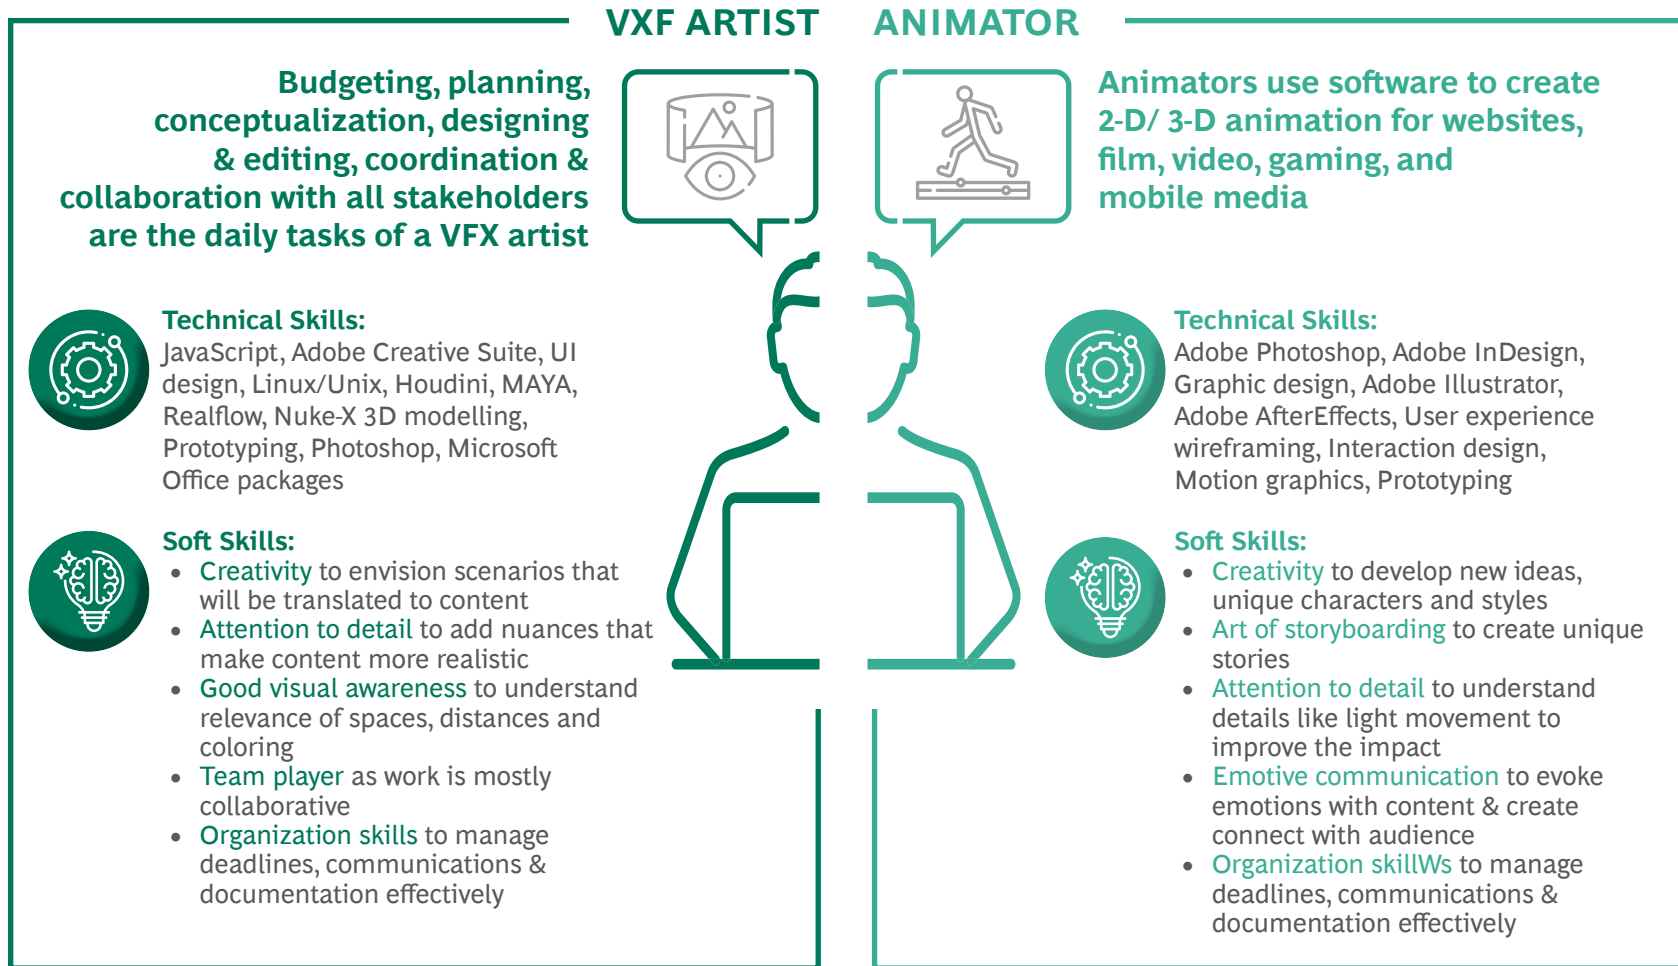 VXF ARTIST
Budgeting, planning,
conceptualization, designing
& editing, coordination &
collaboration with all stakeholders
are the daily tasks of a VFX artist
Technical Skills:
JavaScript, Adobe Creative Suite, UI
design, Linux/Unix, Houdini, MAYA,
Realflow, Nuke-X 3D modelling,
Prototyping, Photoshop, Microsoft
Office packages
Soft Skills:
• Creativity to envision scenarios that
will be translated to content
• Attention to detail to add nuances that
make content more realistic
• Good visual awareness to understand
relevance of spaces, distances and
coloring
• Team player as work is mostly
collaborative
• Organization skills to manage
deadlines, communications &
documentation effectively
ANIMATOR
Animators use software to create
2-D/ 3-D animation for websites,
film, video, gaming, and
mobile media
Technical Skills:
Adobe Photoshop, Adobe InDesign,
Graphic design, Adobe Illustrator,
Adobe AfterEffects, User experience
wireframing, Interaction design,
Motion graphics, Prototyping
Soft Skills:
• Creativity to develop new ideas,
unique characters and styles
• Art of storyboarding to create unique
stories
• Attention to detail to understand
details like light movement to
improve the impact
• Emotive communication to evoke
emotions with content & create
connect with audience
• Organization skillWs to manage
deadlines, communications &
documentation effectively